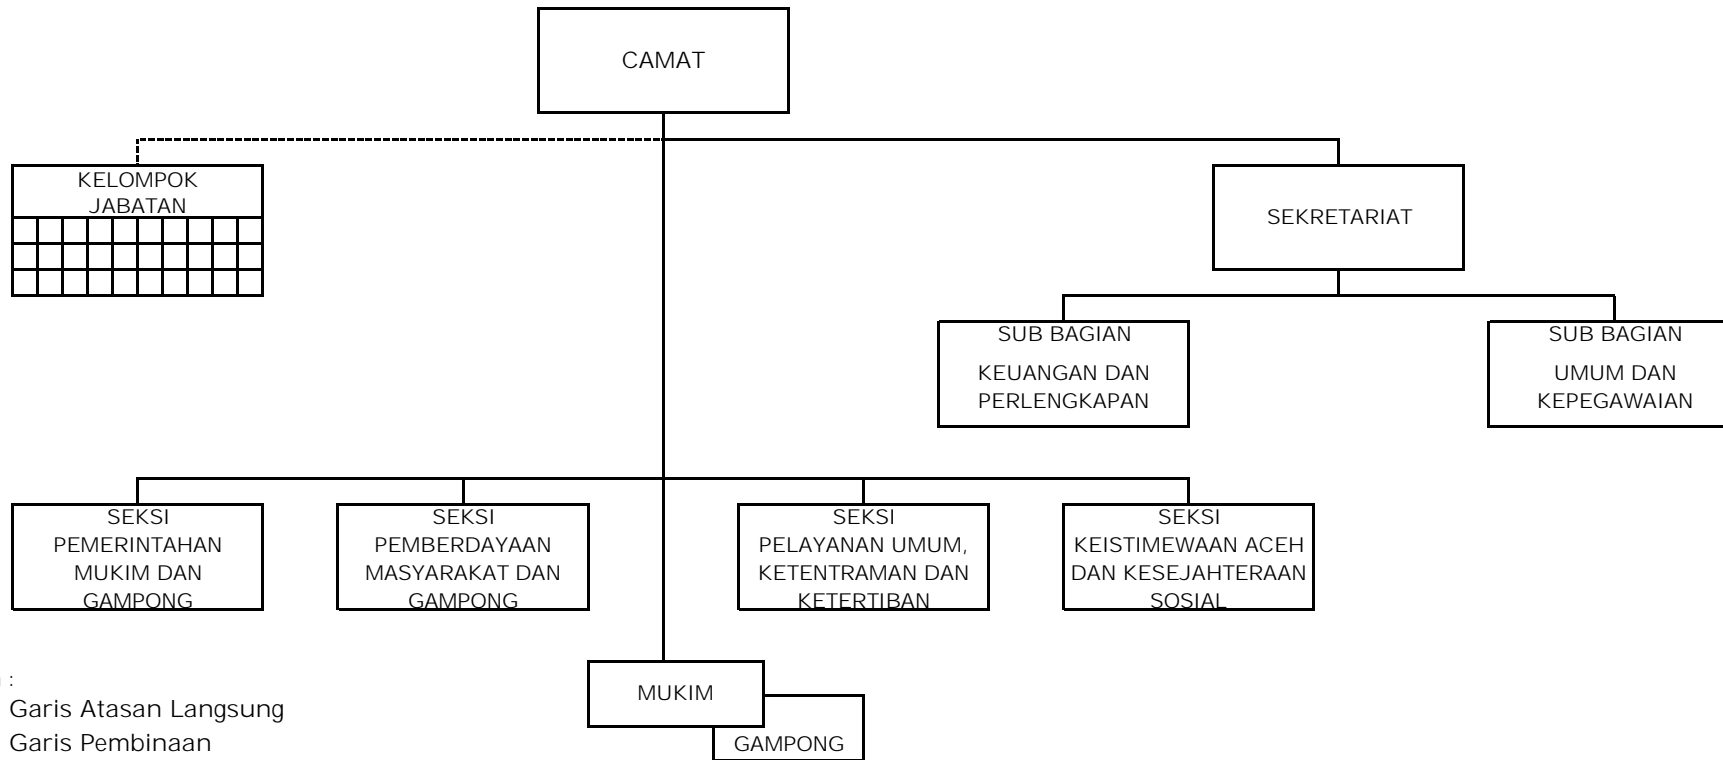 CAMAT
KELOMPOK
JABATAN
SEKRETARIAT
SUB BAGIAN
KEUANGAN DAN
PERLENGKAPAN
SUB BAGIAN
UMUM DAN
KEPEGAWAIAN
SEKSI
PEMERINTAHAN
MUKIM DAN
GAMPONG
SEKSI
PEMBERDAYAAN
MASYARAKAT DAN
GAMPONG
SEKSI
PELAYANAN UMUM,
KETENTRAMAN DAN
KETERTIBAN
SEKSI
KEISTIMEWAAN ACEH
DAN KESEJAHTERAAN
SOSIAL
MUKIM
GAMPONG
:
Garis Atasan Langsung
Garis Pembinaan